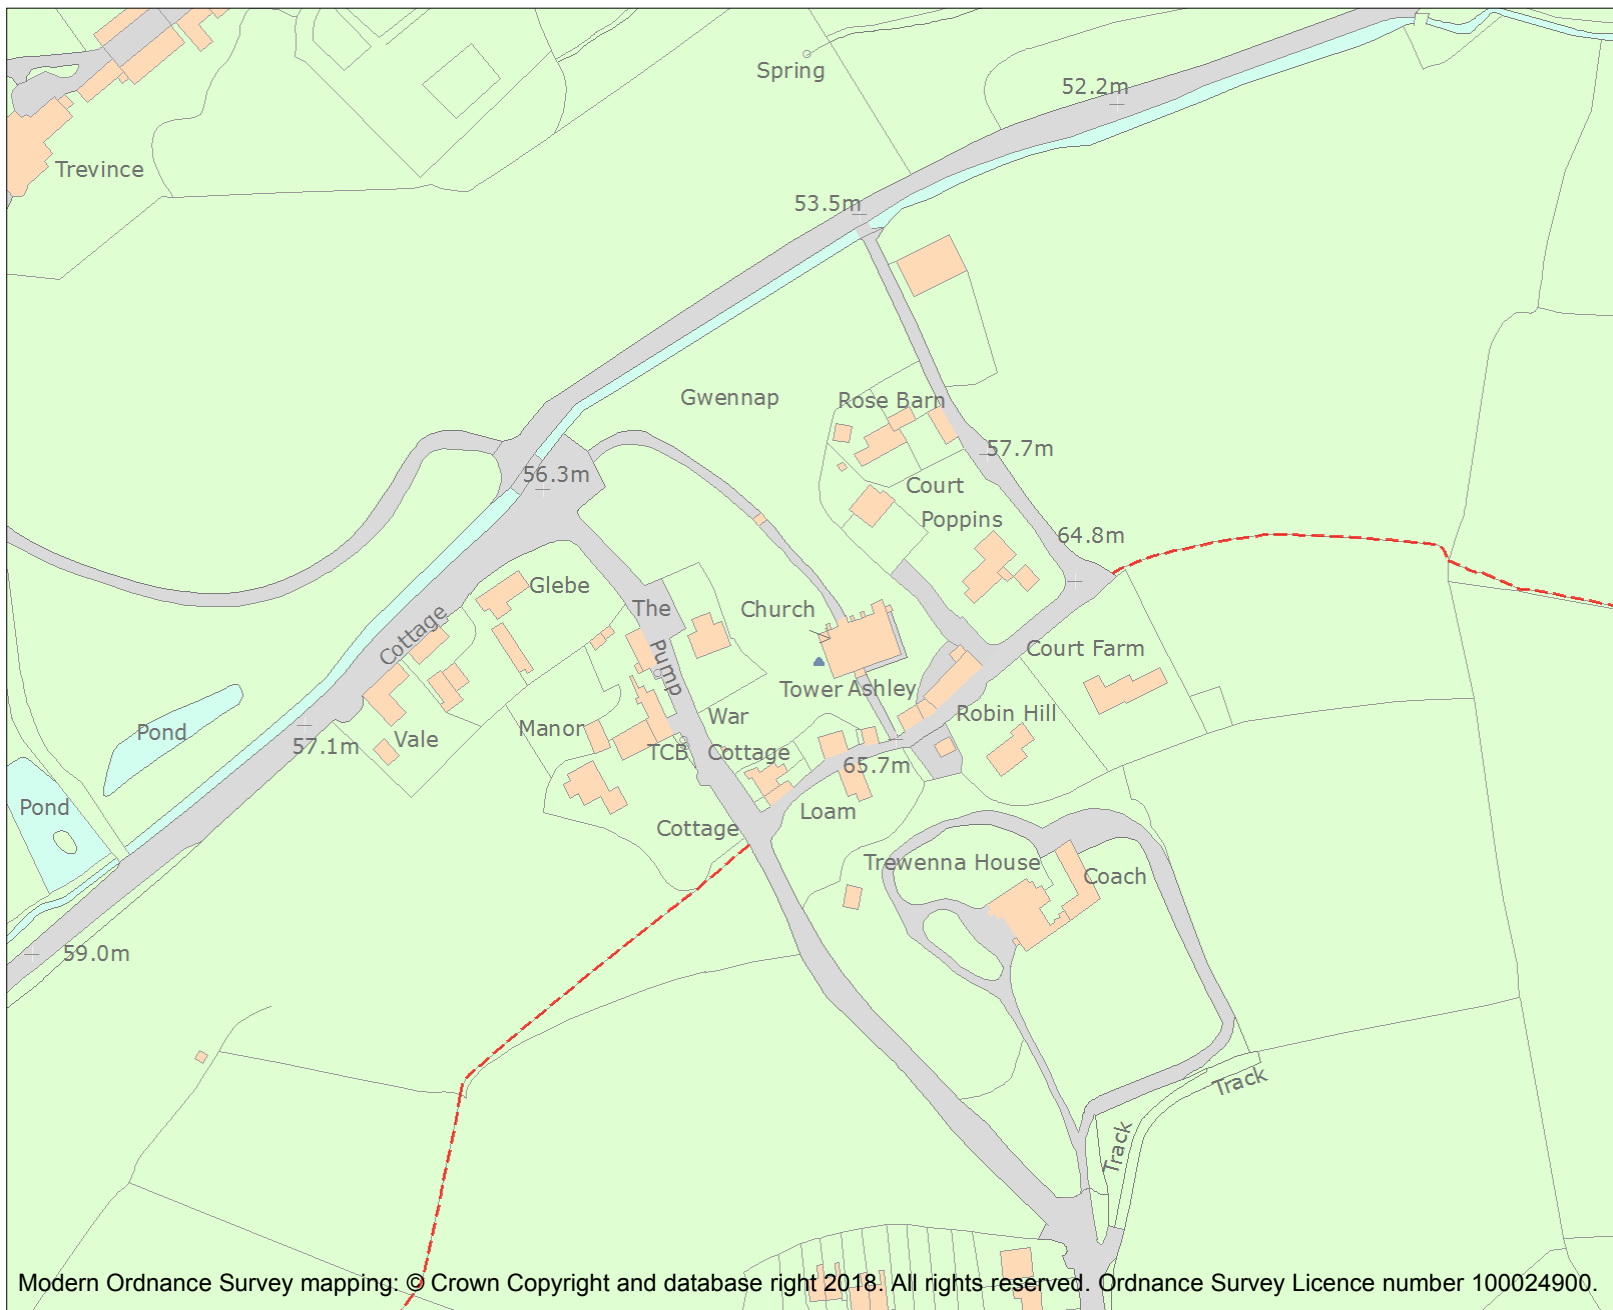 Spring
52.2m
Trevince
53.5m
Gwennap
Rose Barn
57.7m
56.3m
Court
Poppins
64.8m
Glebe
The
Church
Cottage
Pump
Court Farm
Tower
Ashley
Pond
57.1m
Vale
Manor
War
Robin Hill
TCB
Cottage
65.7m
Pond
Cottage
Loam
Trewenna House
Coach
59.0m
Track
Track
Modern Ordnance Survey mapping: © Crown Copyright and database right 2018. All rights reserved. Ordnance Survey Licence number 100024900.